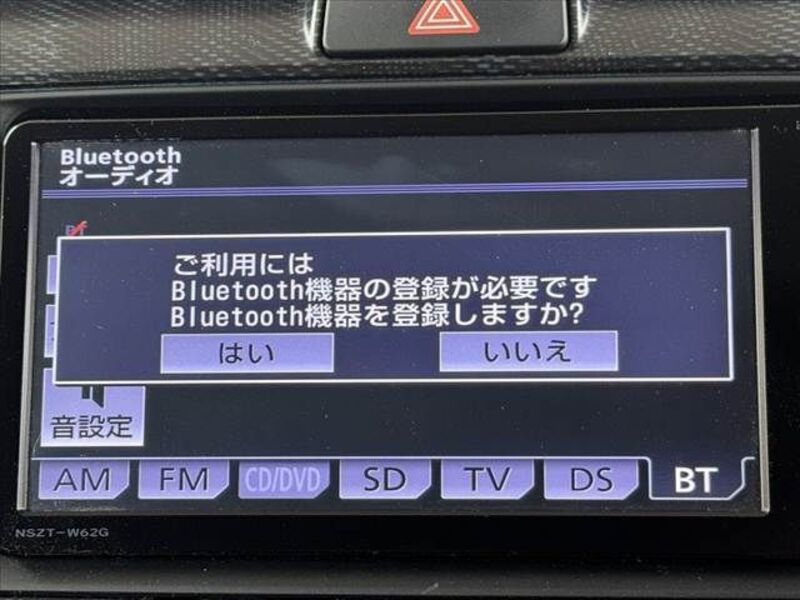 Bluetooth
オーディオ
ご利用には
Bluetooth機器の登録が必要です
Bluetooth機器を登録しますか?
はい
いいえ
音設定
AM
FM
CD/DVD
SD
TV
DS
BT
NSZT-W62G